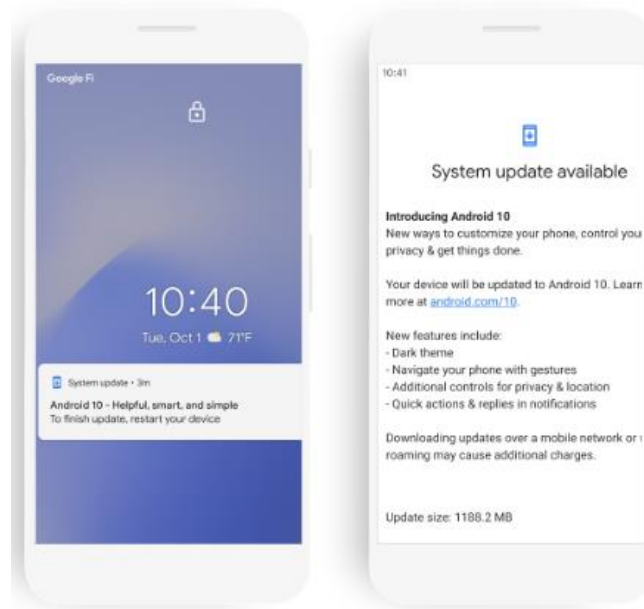 Google Fi
10:40
Tue, Oct 1 71°F
System update • 3m
Android 10 - Helpful, smart, and simple
To finish update, restart your device
10:41
System update available
Introducing Android 10
New ways to customize your phone, control you
privacy & get things done.
Your device will be updated to Android 10. Learn
more at android.com/10.
New features include:
- Dark theme
- Navigate your phone with gestures
- Additional controls for privacy & location
- Quick actions & replies in notifications
Downloading updates over a mobile network or
roaming may cause additional charges.
Update size: 1188.2 MB